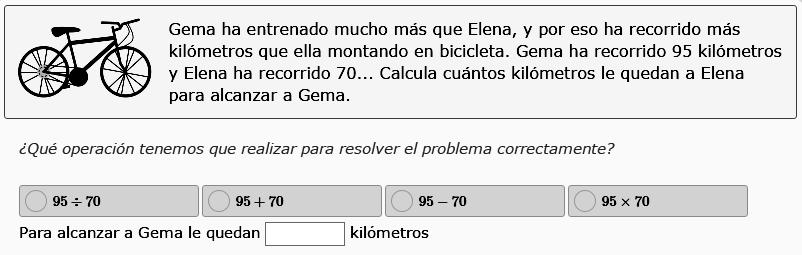 Gema ha entrenado mucho más que Elena, y por eso ha recorrido más
kilómetros que ella montando en bicicleta. Gema ha recorrido 95 kilómetros
y Elena ha recorrido 70... Calcula cuántos kilómetros le quedan a Elena
para alcanzar a Gema.
¿Qué operación tenemos que realizar para resolver el problema correctamente?
95 ÷ 70 95 + 70 95 − 70 95 × 70
Para alcanzar a Gema le quedan kilómetros